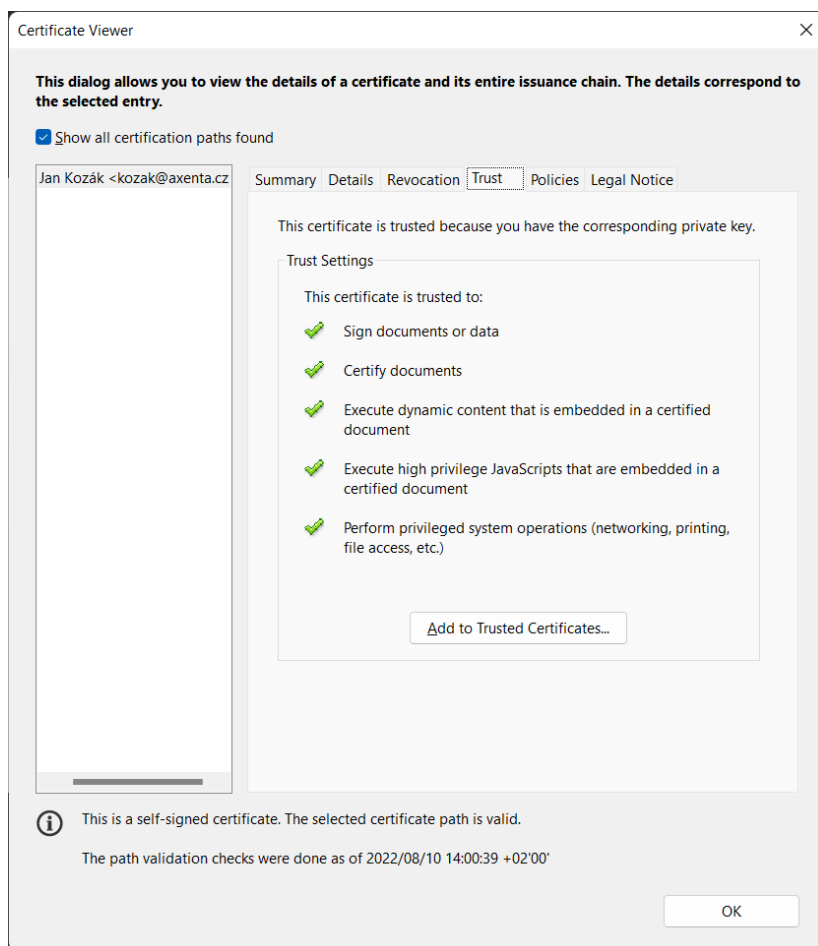 Certificate Viewer
This dialog allows you to view the details of a certificate and its entire issuance chain. The details correspond to
the selected entry.
Show all certification paths found
Jan Kozák <kozak@axenta.cz
Summary Details Revocation Trust Policies Legal Notice
This certificate is trusted because you have the corresponding private key.
Trust Settings
This certificate is trusted to:
Sign documents or data
Certify documents
Execute dynamic content that is embedded in a certified
document
Execute high privilege JavaScripts that are embedded in a
certified document
Perform privileged system operations (networking, printing,
file access, etc.)
Add to Trusted Certificates...
This is a self-signed certificate. The selected certificate path is valid.
The path validation checks were done as of 2022/08/10 14:00:39 +02'00'
OK